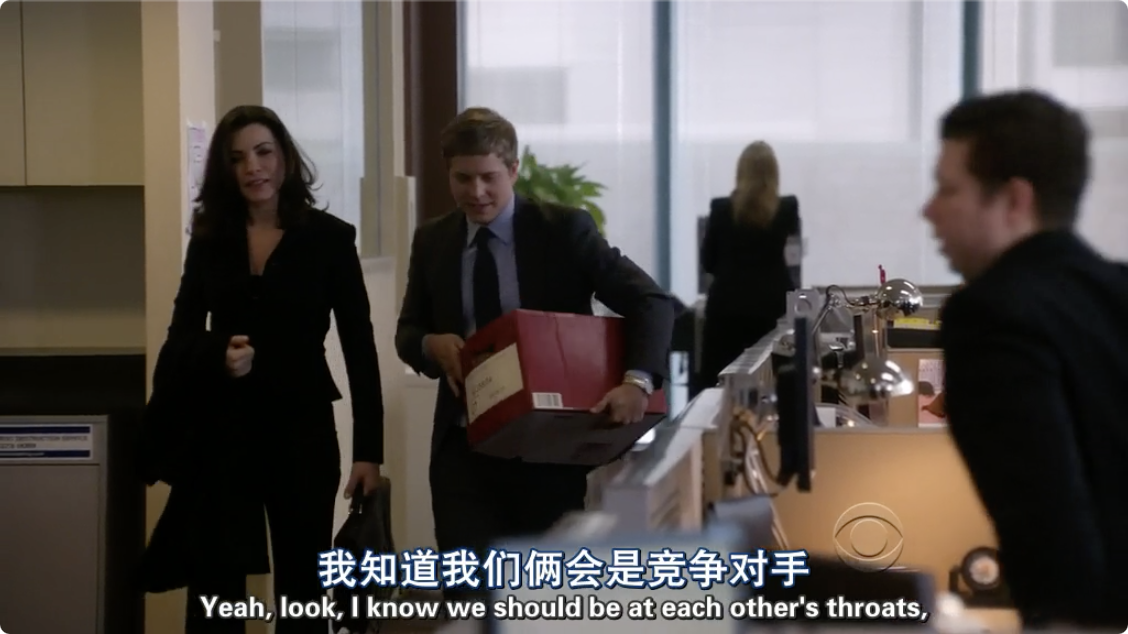 我知道我们俩会是竞争对手
Yeah, look, I know we should be at each other's throats,